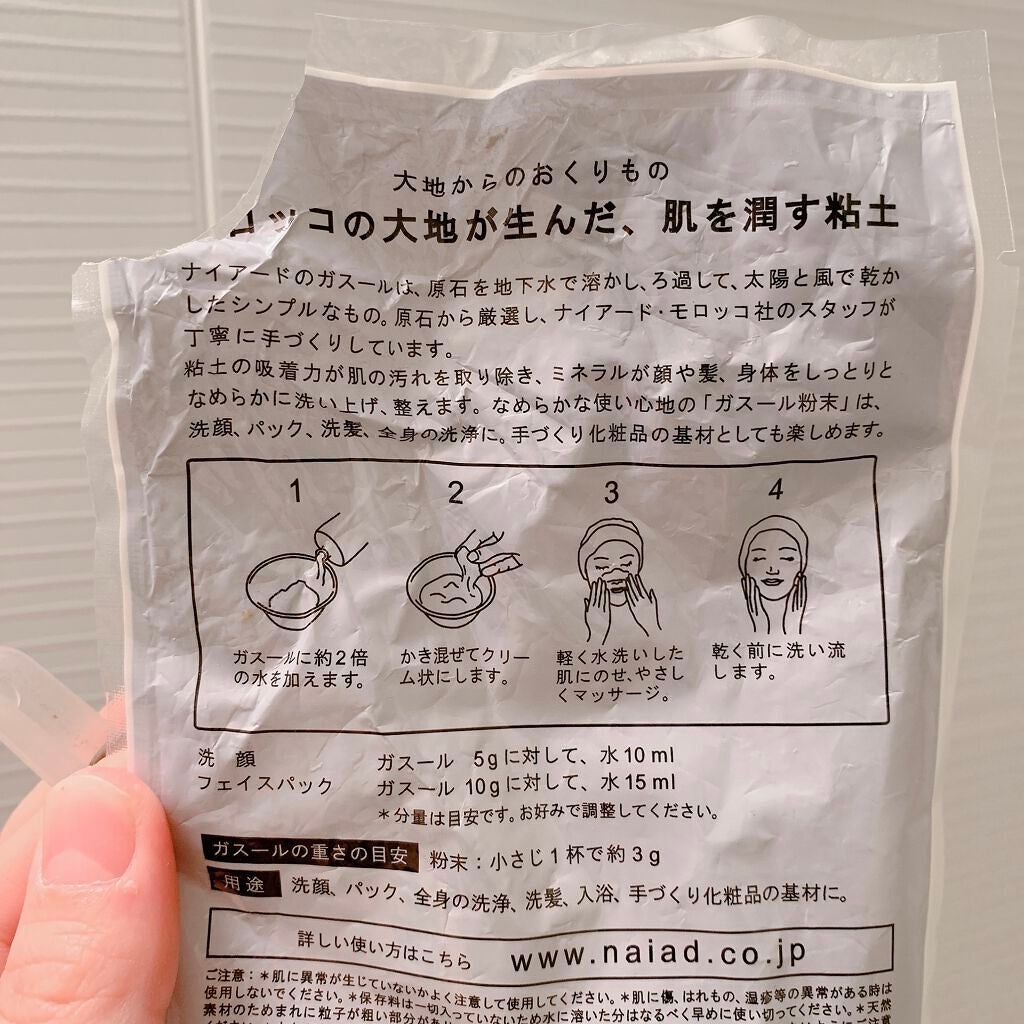 大地からのおくりもの
ロッコの大地が生んだ、肌を潤す粘土
ナイアードのガスールは、原石を地下水で溶かし、ろ過して、太陽と風で乾か
したシンプルなもの。原石から厳選し、ナイアード・モロッコ社のスタッフが
丁寧に手づくりしています。
粘土の吸着力が肌の汚れを取り除き、ミネラルが顔や髪、身体をしっとりと
なめらかに洗い上げ、整えます。なめらかな使い心地の「ガスール粉末」は、
洗顔、パック、洗髪、全身の洗浄に。手づくり化粧品の基材としても楽しめます。
1 2 3 4
ガスールに約2倍
の水を加えます。
かき混ぜてクリー
ム状にします。
軽く水洗いした
肌にのせ、やさし
くマッサージ。
乾く前に洗い流
します。
洗 顔 ガスール 5gに対して、水10ml
フェイスパック ガスール 10gに対して、水15ml
＊分量は目安です。お好みで調整してください。
ガスールの重さの目安 粉末：小さじ1杯で約3g
用途 洗顔、パック、全身の洗浄、洗髪、入浴、手づくり化粧品の基材に。
詳しい使い方はこちら www.naiad.co.jp
ご注意：＊肌に異常が生じていないかよく注意して使用してください。＊肌に傷、はれもの、湿疹等の異常がある時は
使用しないでください。＊保存料は一切入っていないため水に溶いた分はなるべく早めに使い切ってください。＊天然
素材のためまれに粒子が粗い部分があ